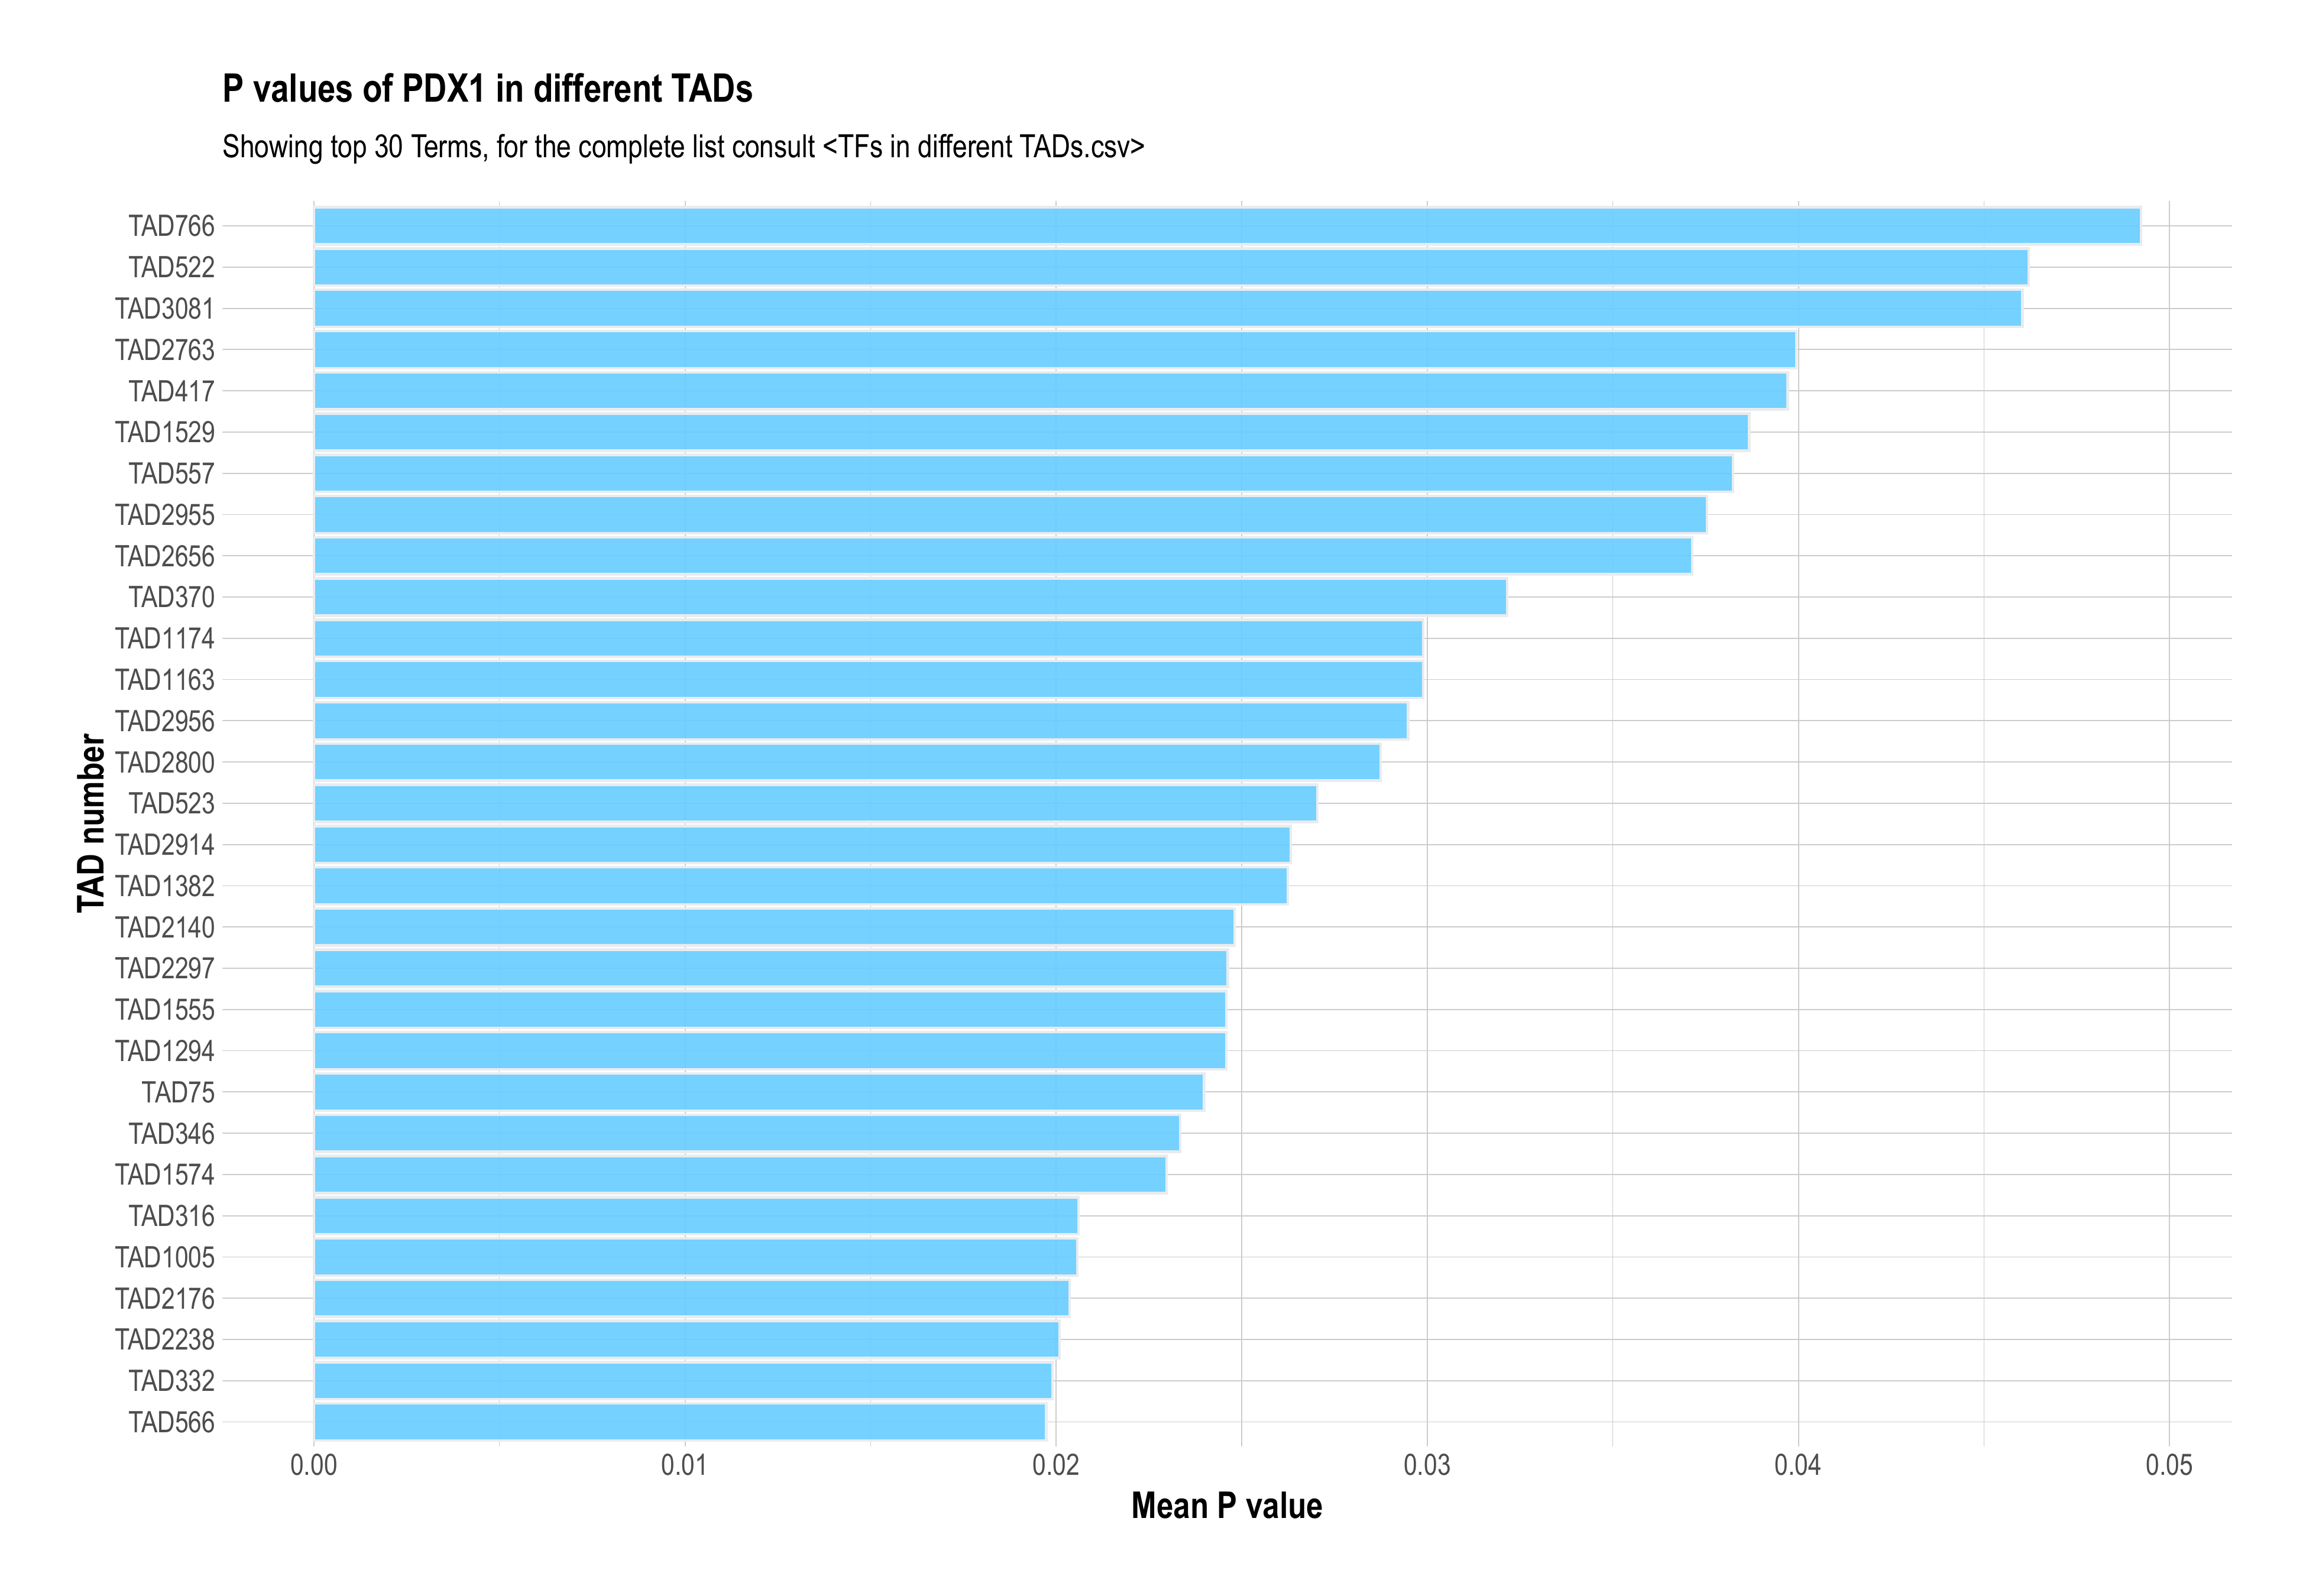 P values of PDX1 in different TADs
Showing top 30 Terms, for the complete list consult <TFs in different TADs.csv>
TAD number
TAD766
TAD522
TAD3081
TAD2763
TAD417
TAD1529
TAD557
TAD2955
TAD2656
TAD370
TAD1174
TAD1163
TAD2956
TAD2800
TAD523
TAD2914
TAD1382
TAD2140
TAD2297
TAD1555
TAD1294
TAD75
TAD346
TAD1574
TAD316
TAD1005
TAD2176
TAD2238
TAD332
TAD566
0.00 0.01 0.02 0.03 0.04 0.05
Mean P value